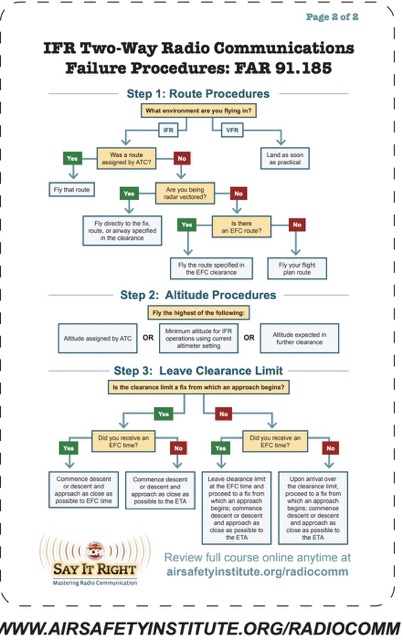 Page 2 of 2
IFR Two-Way Radio Communications
Failure Procedures: FAR 91.185
Step 1: Route Procedures
What environment are you flying in?
IFR
VFR
Yes
Was a route
assigned by ATC?
No
Land as soon
as practical
Fly that route
Yes
Are you being
radar vectored?
No
Fly directly to the fix,
route, or airway specified
in the clearance
Yes
Is there
an EFC route?
No
Fly the route specified in
the EFC clearance
Fly your flight
plan route
Step 2: Altitude Procedures
Fly the highest of the following:
Altitude assigned by ATC
OR
Minimum altitude for IFR
operations using current
altimeter setting
OR
Altitude expected in
further clearance
Step 3: Leave Clearance Limit
Is the clearance limit a fix from which an approach begins?
Yes
No
Yes
Did you receive an
EFC time?
No
Yes
Did you receive an
EFC time?
No
Commence descent
or descent and
approach as close as
possible to EFC time
Commence descent
or descent and
approach as close as
possible to the ETA
Leave clearance limit
at the EFC time and
proceed to a fix from
which an approach
begins; commence
descent or descent and
approach as close as
possible to the ETA
Upon arrival over
the clearance limit,
proceed to a fix from
which an approach
begins; commence
descent or descent and
approach as close as
possible to the ETA
AOPA
SAY IT RIGHT
Mastering Radio Communication
Review full course online anytime at
airsafetyinstitute.org/radiocomm
WWW.AIRSAFETYINSTITUTE.ORG/RADIOCOMM